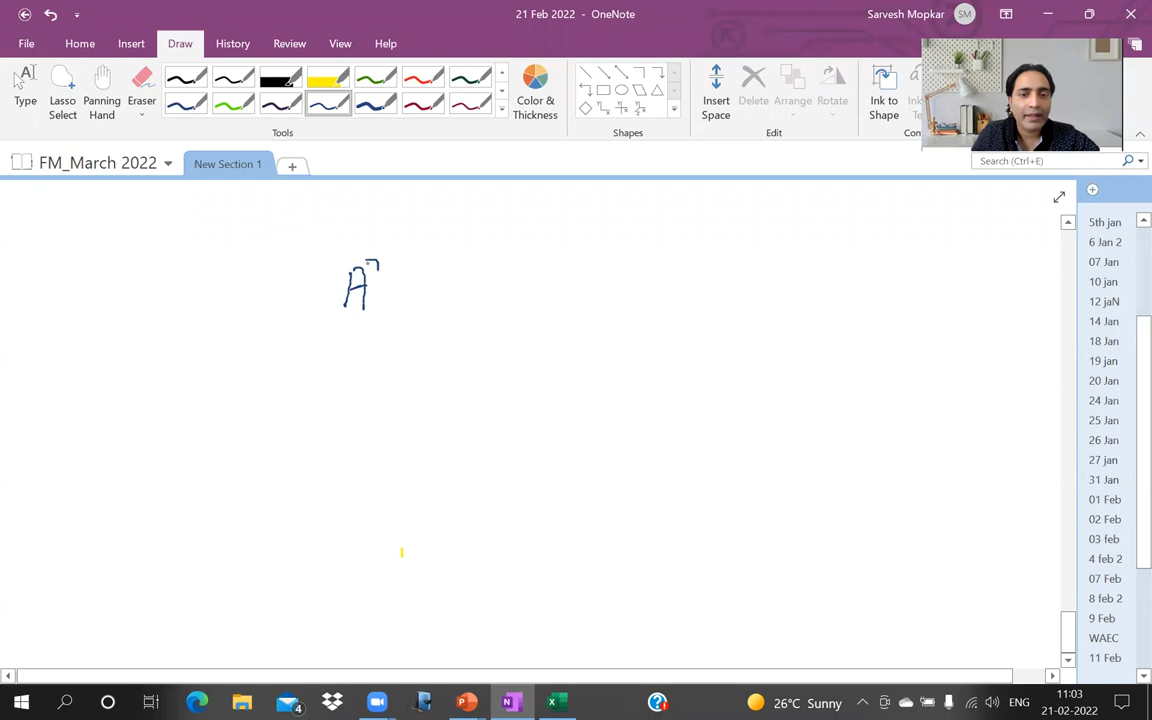 21 Feb 2022 - OneNote
Sarvesh Mopkar SM
File Home Insert Draw History Review View Help
Type Lasso Select Panning Hand Eraser Color & Thickness Insert Space Delete Arrange Rotate Ink to Shape Ink
Tools Shapes Edit Con
FM_March 2022 New Section 1
Search (Ctrl+E)
A
5th jan
6 Jan 2
07 Jan
10 jan
12 jaN
14 Jan
18 Jan
19 jan
20 Jan
24 Jan
25 Jan
26 Jan
27 jan
31 Jan
01 Feb
02 Feb
03 feb
4 feb 2
07 Feb
8 feb 2
9 Feb
WAEC
11 Feb
4 26°C Sunny ENG
11:03
21-02-2022